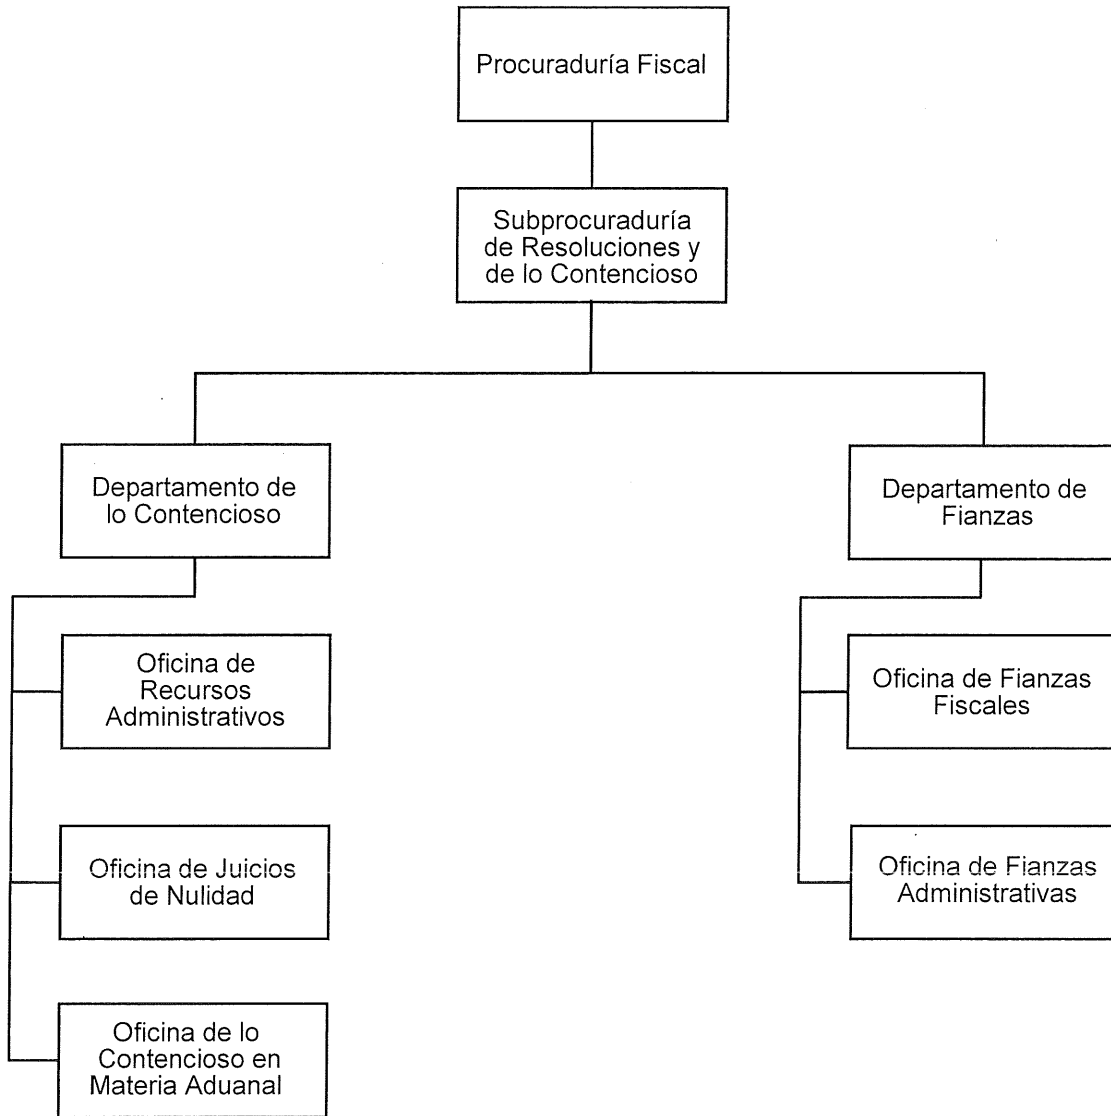 Procuraduría Fiscal
Subprocuraduría
de Resoluciones y
de lo Contencioso
Departamento de
lo Contencioso
Departamento de
Fianzas
Oficina de
Recursos
Administrativos
Oficina de Fianzas
Fiscales
Oficina de Juicios
de Nulidad
Oficina de Fianzas
Administrativas
Oficina de lo
Contencioso en
Materia Aduanal